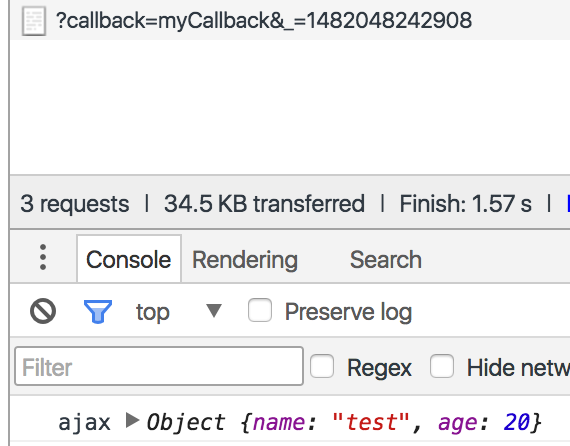 ?callback=myCallback&_=1482048242908
3 requests | 34.5 KB transferred | Finish: 1.57 s |
Console Rendering Search
top ▼ Preserve log
Filter Regex Hide netw
ajax ▶ Object {name: "test", age: 20}